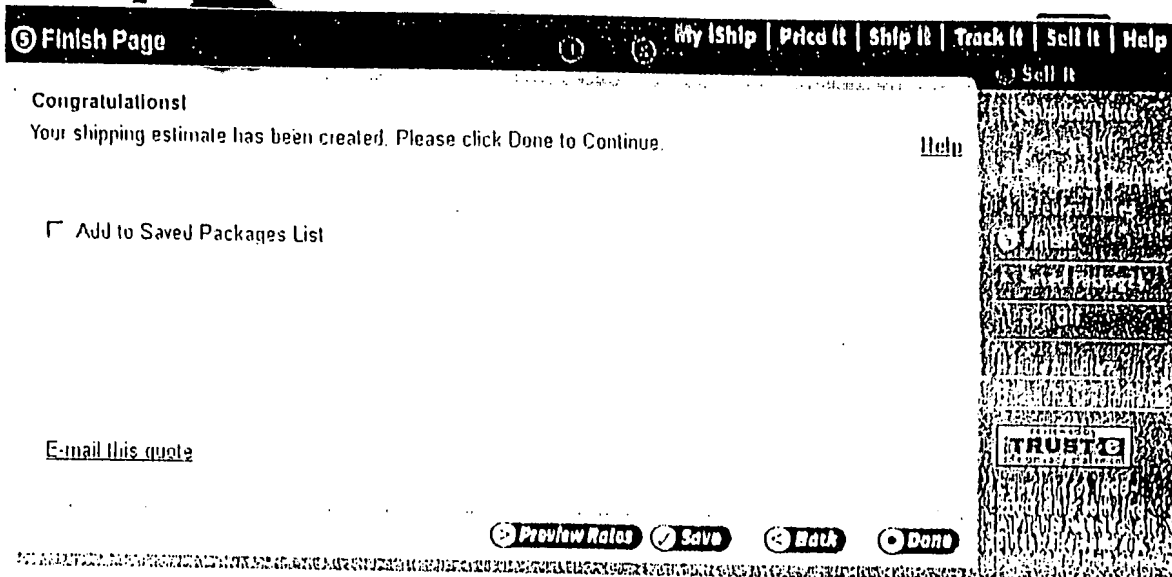 ⑤ Finish Page
My iShip | Price It | Ship It | Track It | Sell It | Help
Sell It
Congratulations!
Your shipping estimate has been created. Please click Done to Continue.
Help
Add to Saved Packages List
Finish
E-mail this quote
TRUSTe
Preview Rates
Save
Back
Done